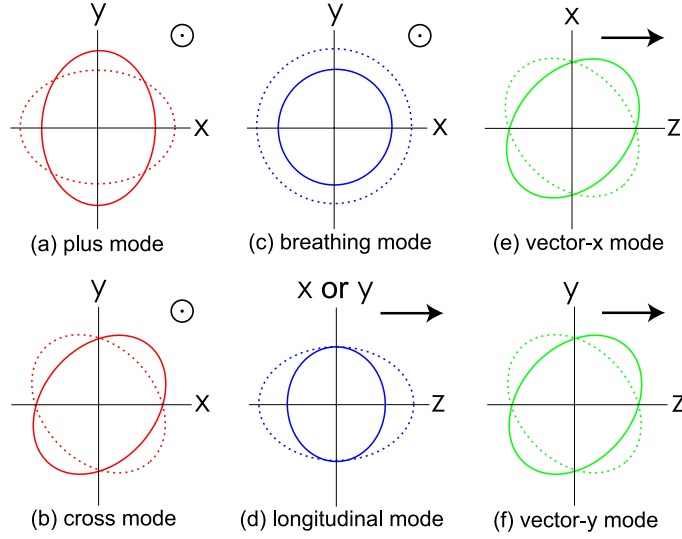 y
x
(a) plus mode
y
x
(c) breathing mode
x
z
(e) vector-x mode
y
x
(b) cross mode
x or y
z
(d) longitudinal mode
y
z
(f) vector-y mode